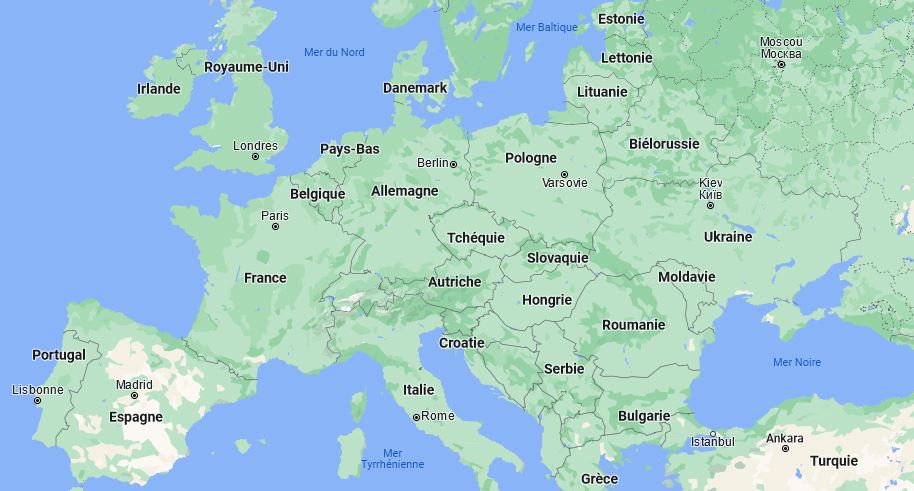 Estonie
Mer Baltique
Moscou
Москва
Mer du Nord
Lettonie
Royaume-Uni
Irlande
Danemark
Lituanie
Londres
Pays-Bas
Biélorussie
Berlin
Pologne
Varsovie
Allemagne
Belgique
Kiev
Київ
Paris
Tchéquie
Ukraine
Slovaquie
France
Autriche
Moldavie
Hongrie
Roumanie
Croatie
Portugal
Serbie
Mer Noire
Lisbonne
Madrid
Italie
Espagne
Rome
Bulgarie
Istanbul
Ankara
Mer
Tyrrhénienne
Turquie
Grèce